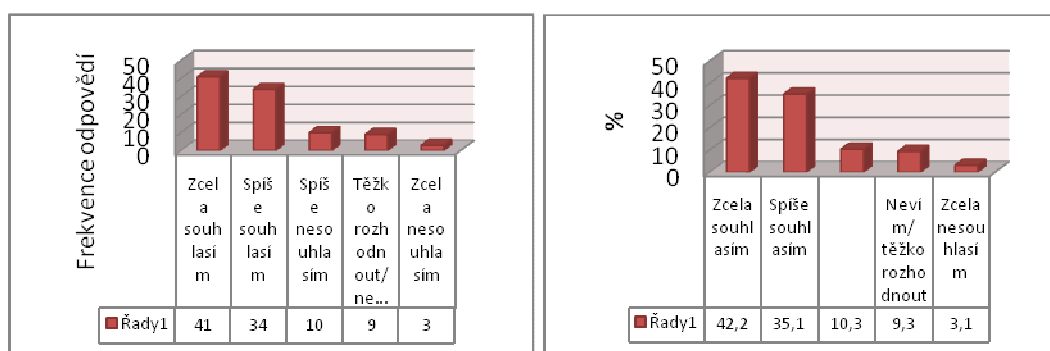 Frekvence odpovědí
50
40
30
20
10
0
Zcel
a
souh
lasí
m
Spíš
e
souh
lasí
m
Spíš
e
neso
uhla
sím
Těžk
o
rozh
odn
out/
ne...
Zcel
a
neso
uhla
sím
Řady1 41 34 10 9 3
%
50
40
30
20
10
0
Zcela
souhl
asím
Spíše
souhl
asím
Neví
m/
těžko
rozho
dnout
Zcela
nesou
hlasí
m
Řady1 42,2 35,1 10,3 9,3 3,1